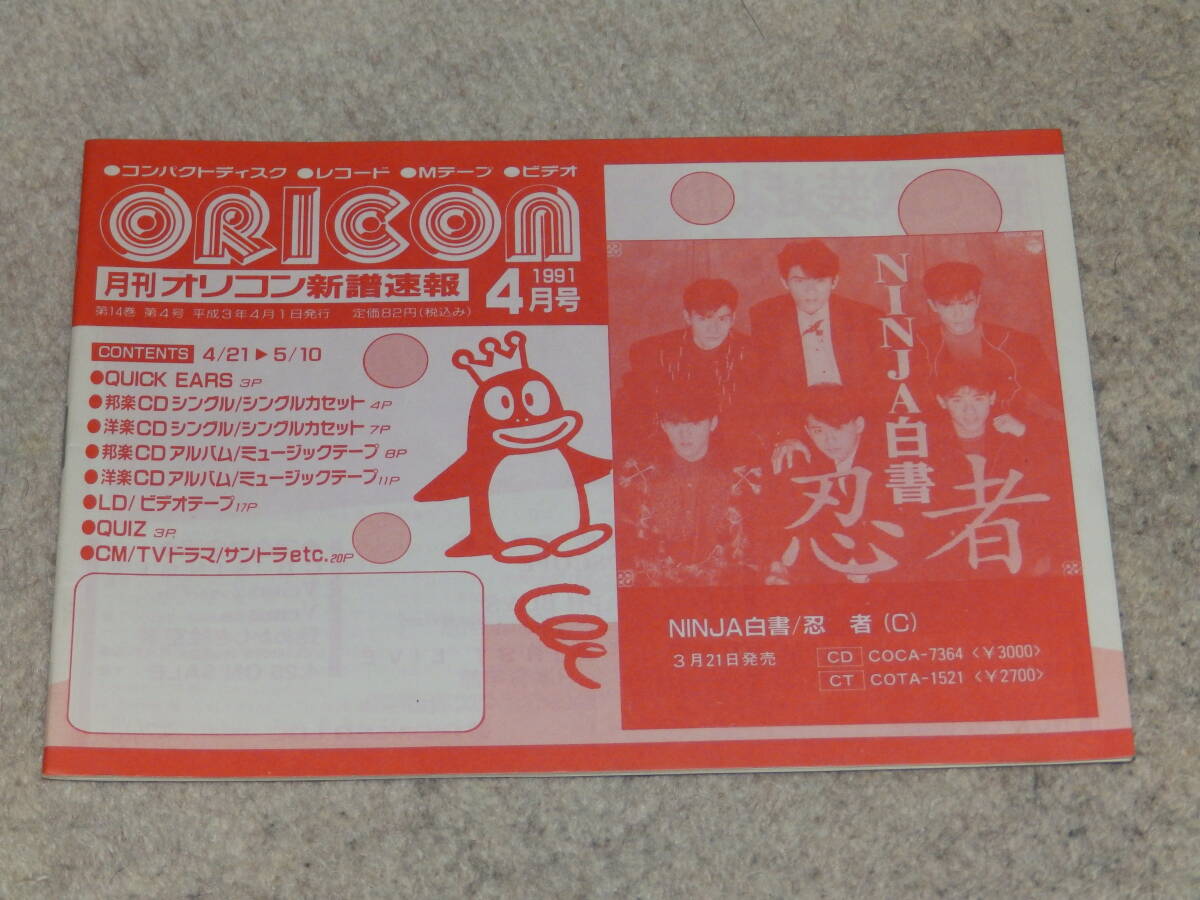 ●コンパクトディスク ●レコード ●Mテープ ●ビデオ
ORICON
月刊オリコン新譜速報
1991
4月号
第14巻 第4号 平成3年4月1日発行 定価82円(税込み)
CONTENTS 4/21▶5/10
●QUICK EARS 3P
●邦楽CDシングル/シングルカセット 4P
●洋楽CDシングル/シングルカセット 7P
●邦楽CDアルバム/ミュージックテープ 8P
●洋楽CDアルバム/ミュージックテープ 11P
●LD/ビデオテープ 17P
●QUIZ 3P
●CM/TVドラマ/サントラetc. 20P
NINJA白書
忍者
NINJA白書/忍 者(C)
3月21日発売
CD COCA-7364 〈¥3000〉
CT COTA-1521 〈¥2700〉